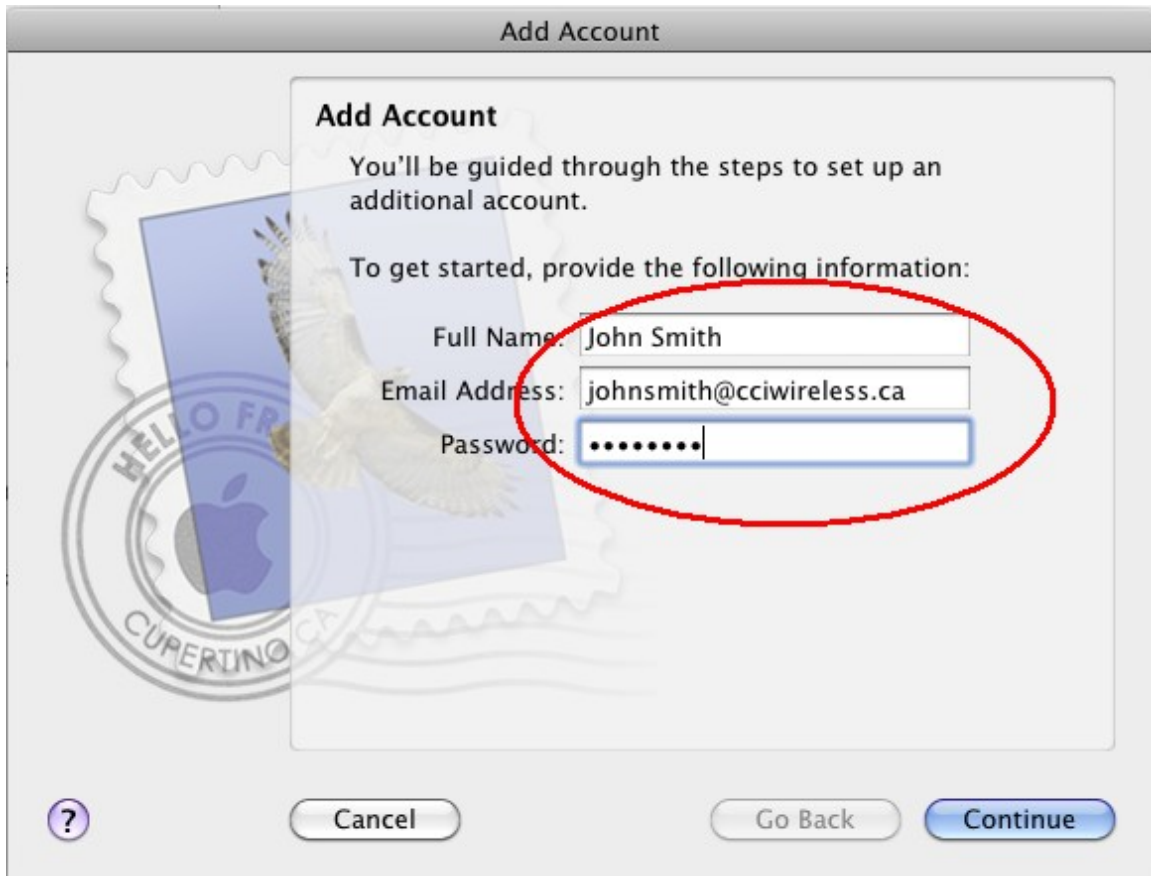 Add Account
Add Account
You'll be guided through the steps to set up an
additional account.
To get started, provide the following information:
Full Name: John Smith
Email Address: johnsmith@cciwireless.ca
Password: ••••••••
HELLO FR
CUPERTINO CA
? Cancel Go Back Continue